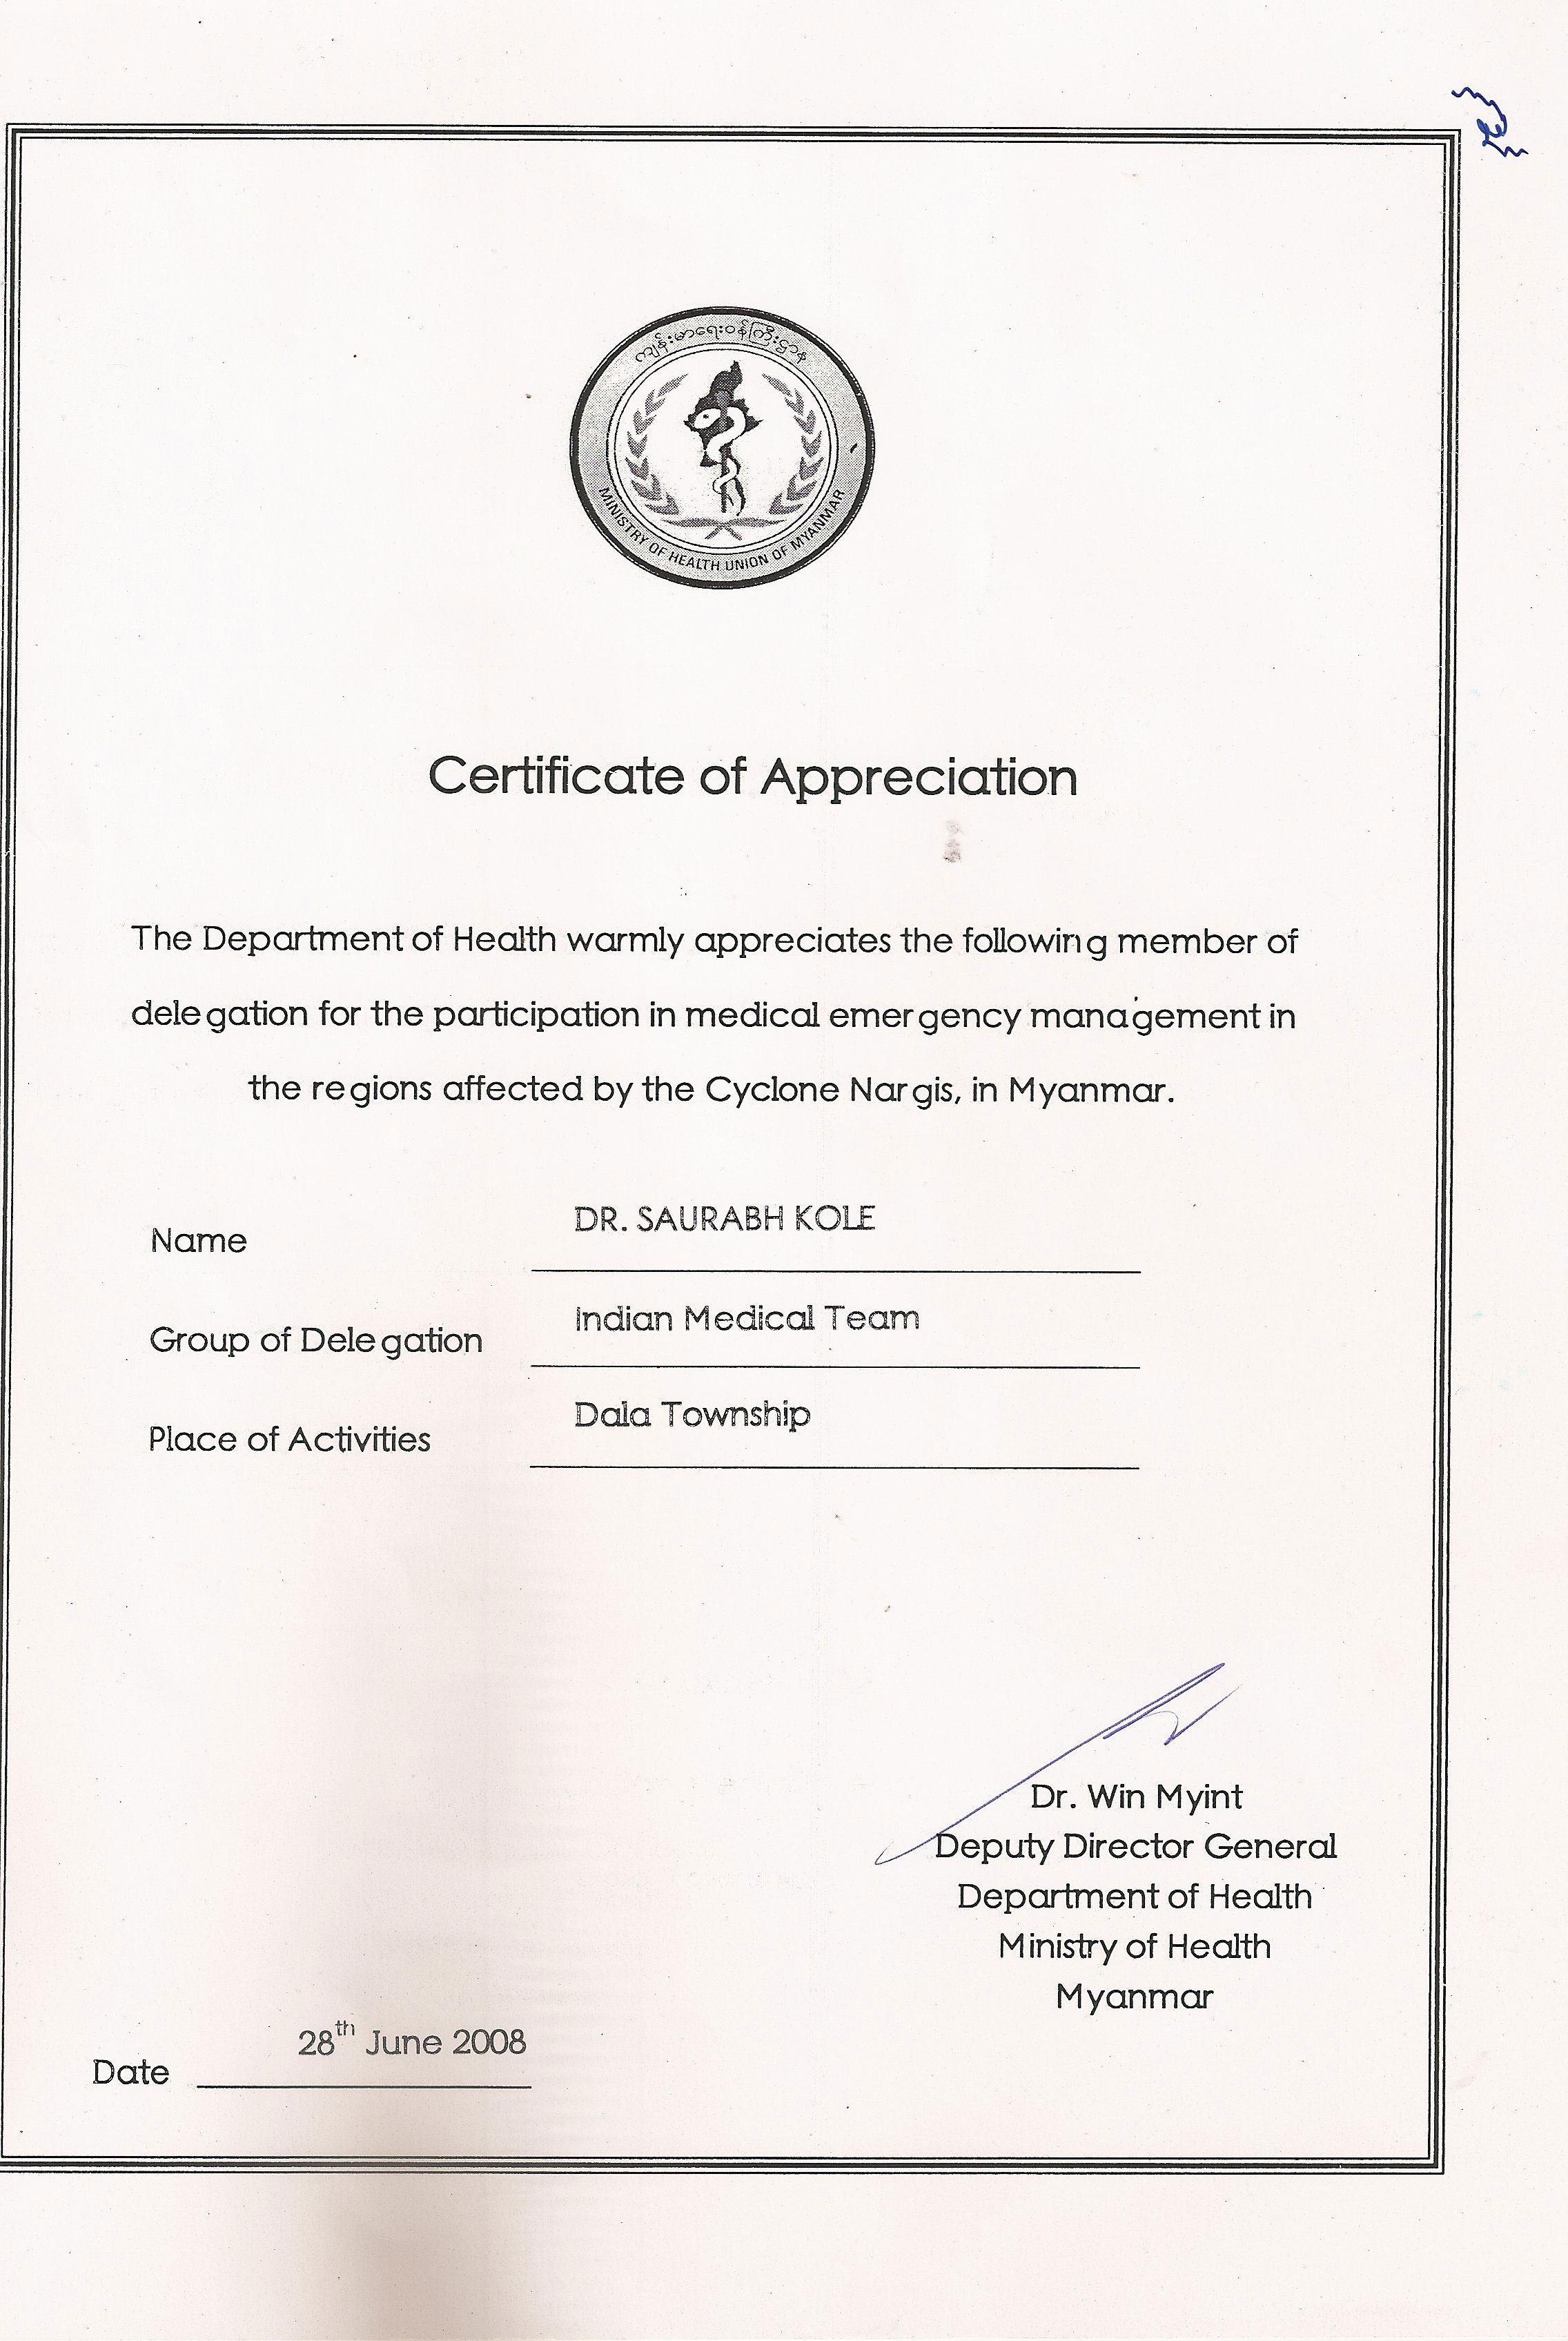 ကျန်းမာရေးဝန်ကြီးဌာန
MINISTRY OF HEALTH UNION OF MYANMAR
Certificate of Appreciation
The Department of Health warmly appreciates the following member of
delegation for the participation in medical emergency management in
the regions affected by the Cyclone Nargis, in Myanmar.
Name DR. SAURABH KOLE
Group of Delegation Indian Medical Team
Place of Activities Dala Township
Dr. Win Myint
Deputy Director General
Department of Health
Ministry of Health
Myanmar
Date 28th June 2008